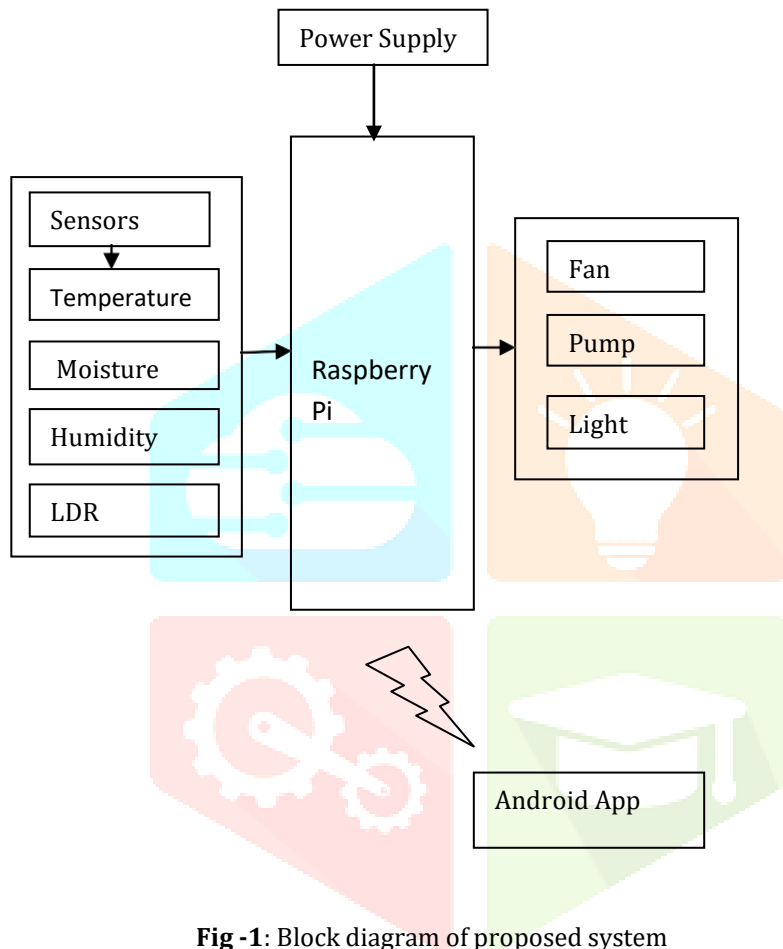 Power Supply
Sensors
Temperature
Moisture
Humidity
LDR
Raspberry
Pi
Fan
Pump
Light
Android App
Fig -1: Block diagram of proposed system